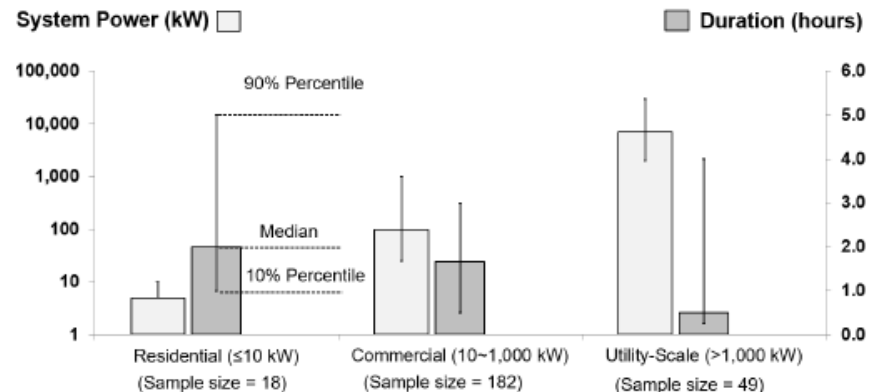 System Power (kW)
Duration (hours)
100,000
10,000
1,000
100
10
1
90% Percentile
Median
10% Percentile
6.0
5.0
4.0
3.0
2.0
1.0
0.0
Residential (≤10 kW)
(Sample size = 18)
Commercial (10~1,000 kW)
(Sample size = 182)
Utility-Scale (>1,000 kW)
(Sample size = 49)